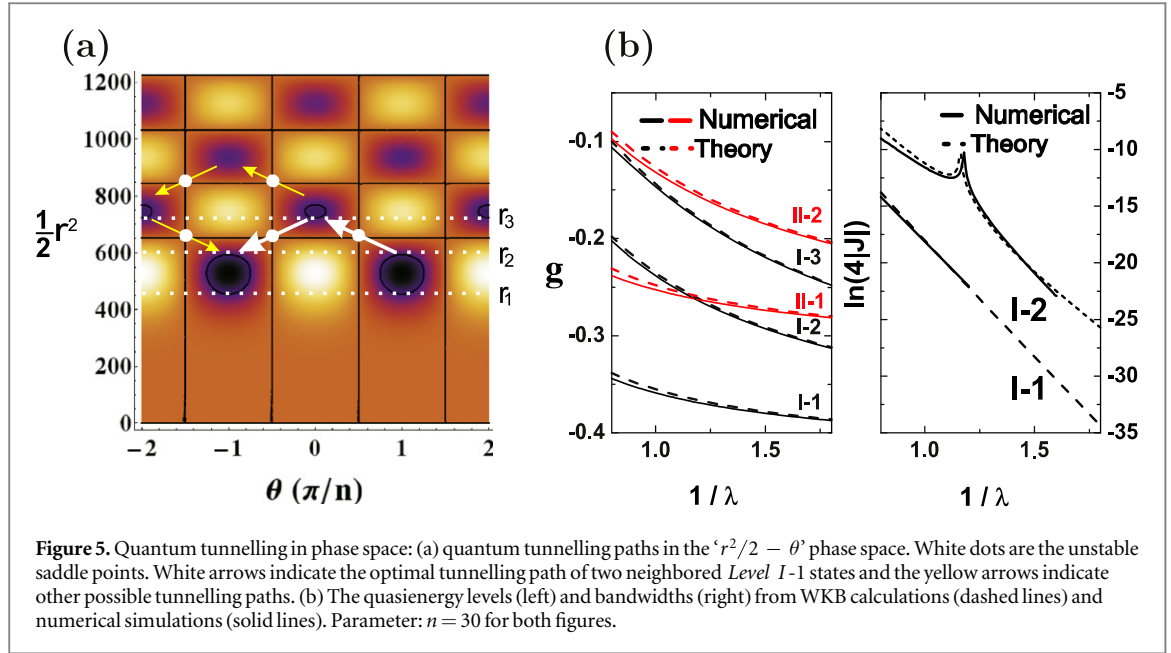 (a)
1200
1000
800
600
400
200
0
½r²
r₃
r₂
r₁
−2 −1 0 1 2
θ (π/n)
(b)
Numerical
Theory
-0.1
-0.2
-0.3
-0.4
g
II-2
I-3
II-1
I-2
I-1
1.0 1.5
1 / λ
Numerical
Theory
ln(4|J|)
-5
-10
-15
-20
-25
-30
-35
I-2
I-1
1.0 1.5
1 / λ
Figure 5. Quantum tunnelling in phase space: (a) quantum tunnelling paths in the ‘r²/2 − θ’ phase space. White dots are the unstable
saddle points. White arrows indicate the optimal tunnelling path of two neighbored Level I-1 states and the yellow arrows indicate
other possible tunnelling paths. (b) The quasienergy levels (left) and bandwidths (right) from WKB calculations (dashed lines) and
numerical simulations (solid lines). Parameter: n = 30 for both figures.